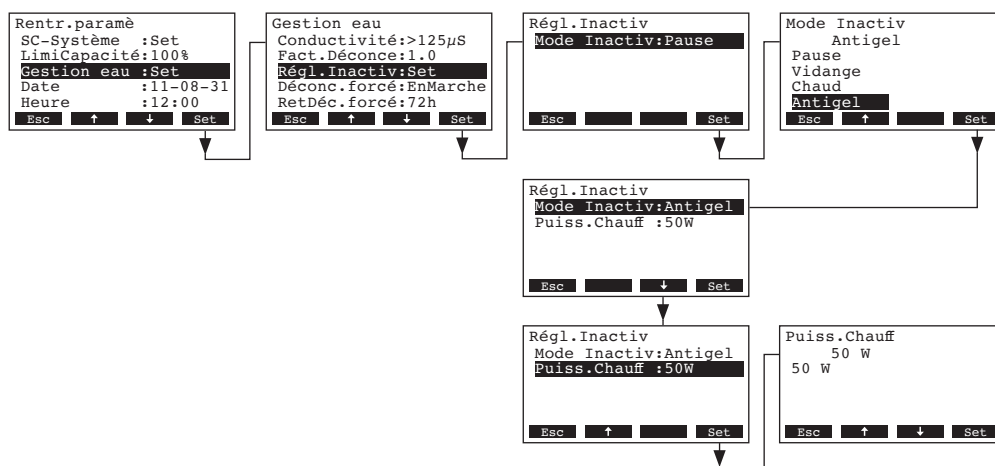 Rentr.paramè
SC-Système :Set
LimiCapacité:100%
Gestion eau :Set
Date :11-08-31
Heure :12:00
Esc ↑ ↓ Set
Gestion eau
Conductivité:>125µS
Fact.Déconce:1.0
Régl.Inactiv:Set
Déconc.forcé:EnMarche
RetDéc.forcé:72h
Esc ↑ ↓ Set
Régl.Inactiv
Mode Inactiv:Pause
Esc Set
Mode Inactiv
Antigel
Pause
Vidange
Chaud
Antigel
Esc ↑ Set
Régl.Inactiv
Mode Inactiv:Antigel
Puiss.Chauff :50W
Esc ↓ Set
Régl.Inactiv
Mode Inactiv:Antigel
Puiss.Chauff :50W
Esc ↑ Set
Puiss.Chauff
50 W
50 W
Esc ↑ ↓ Set